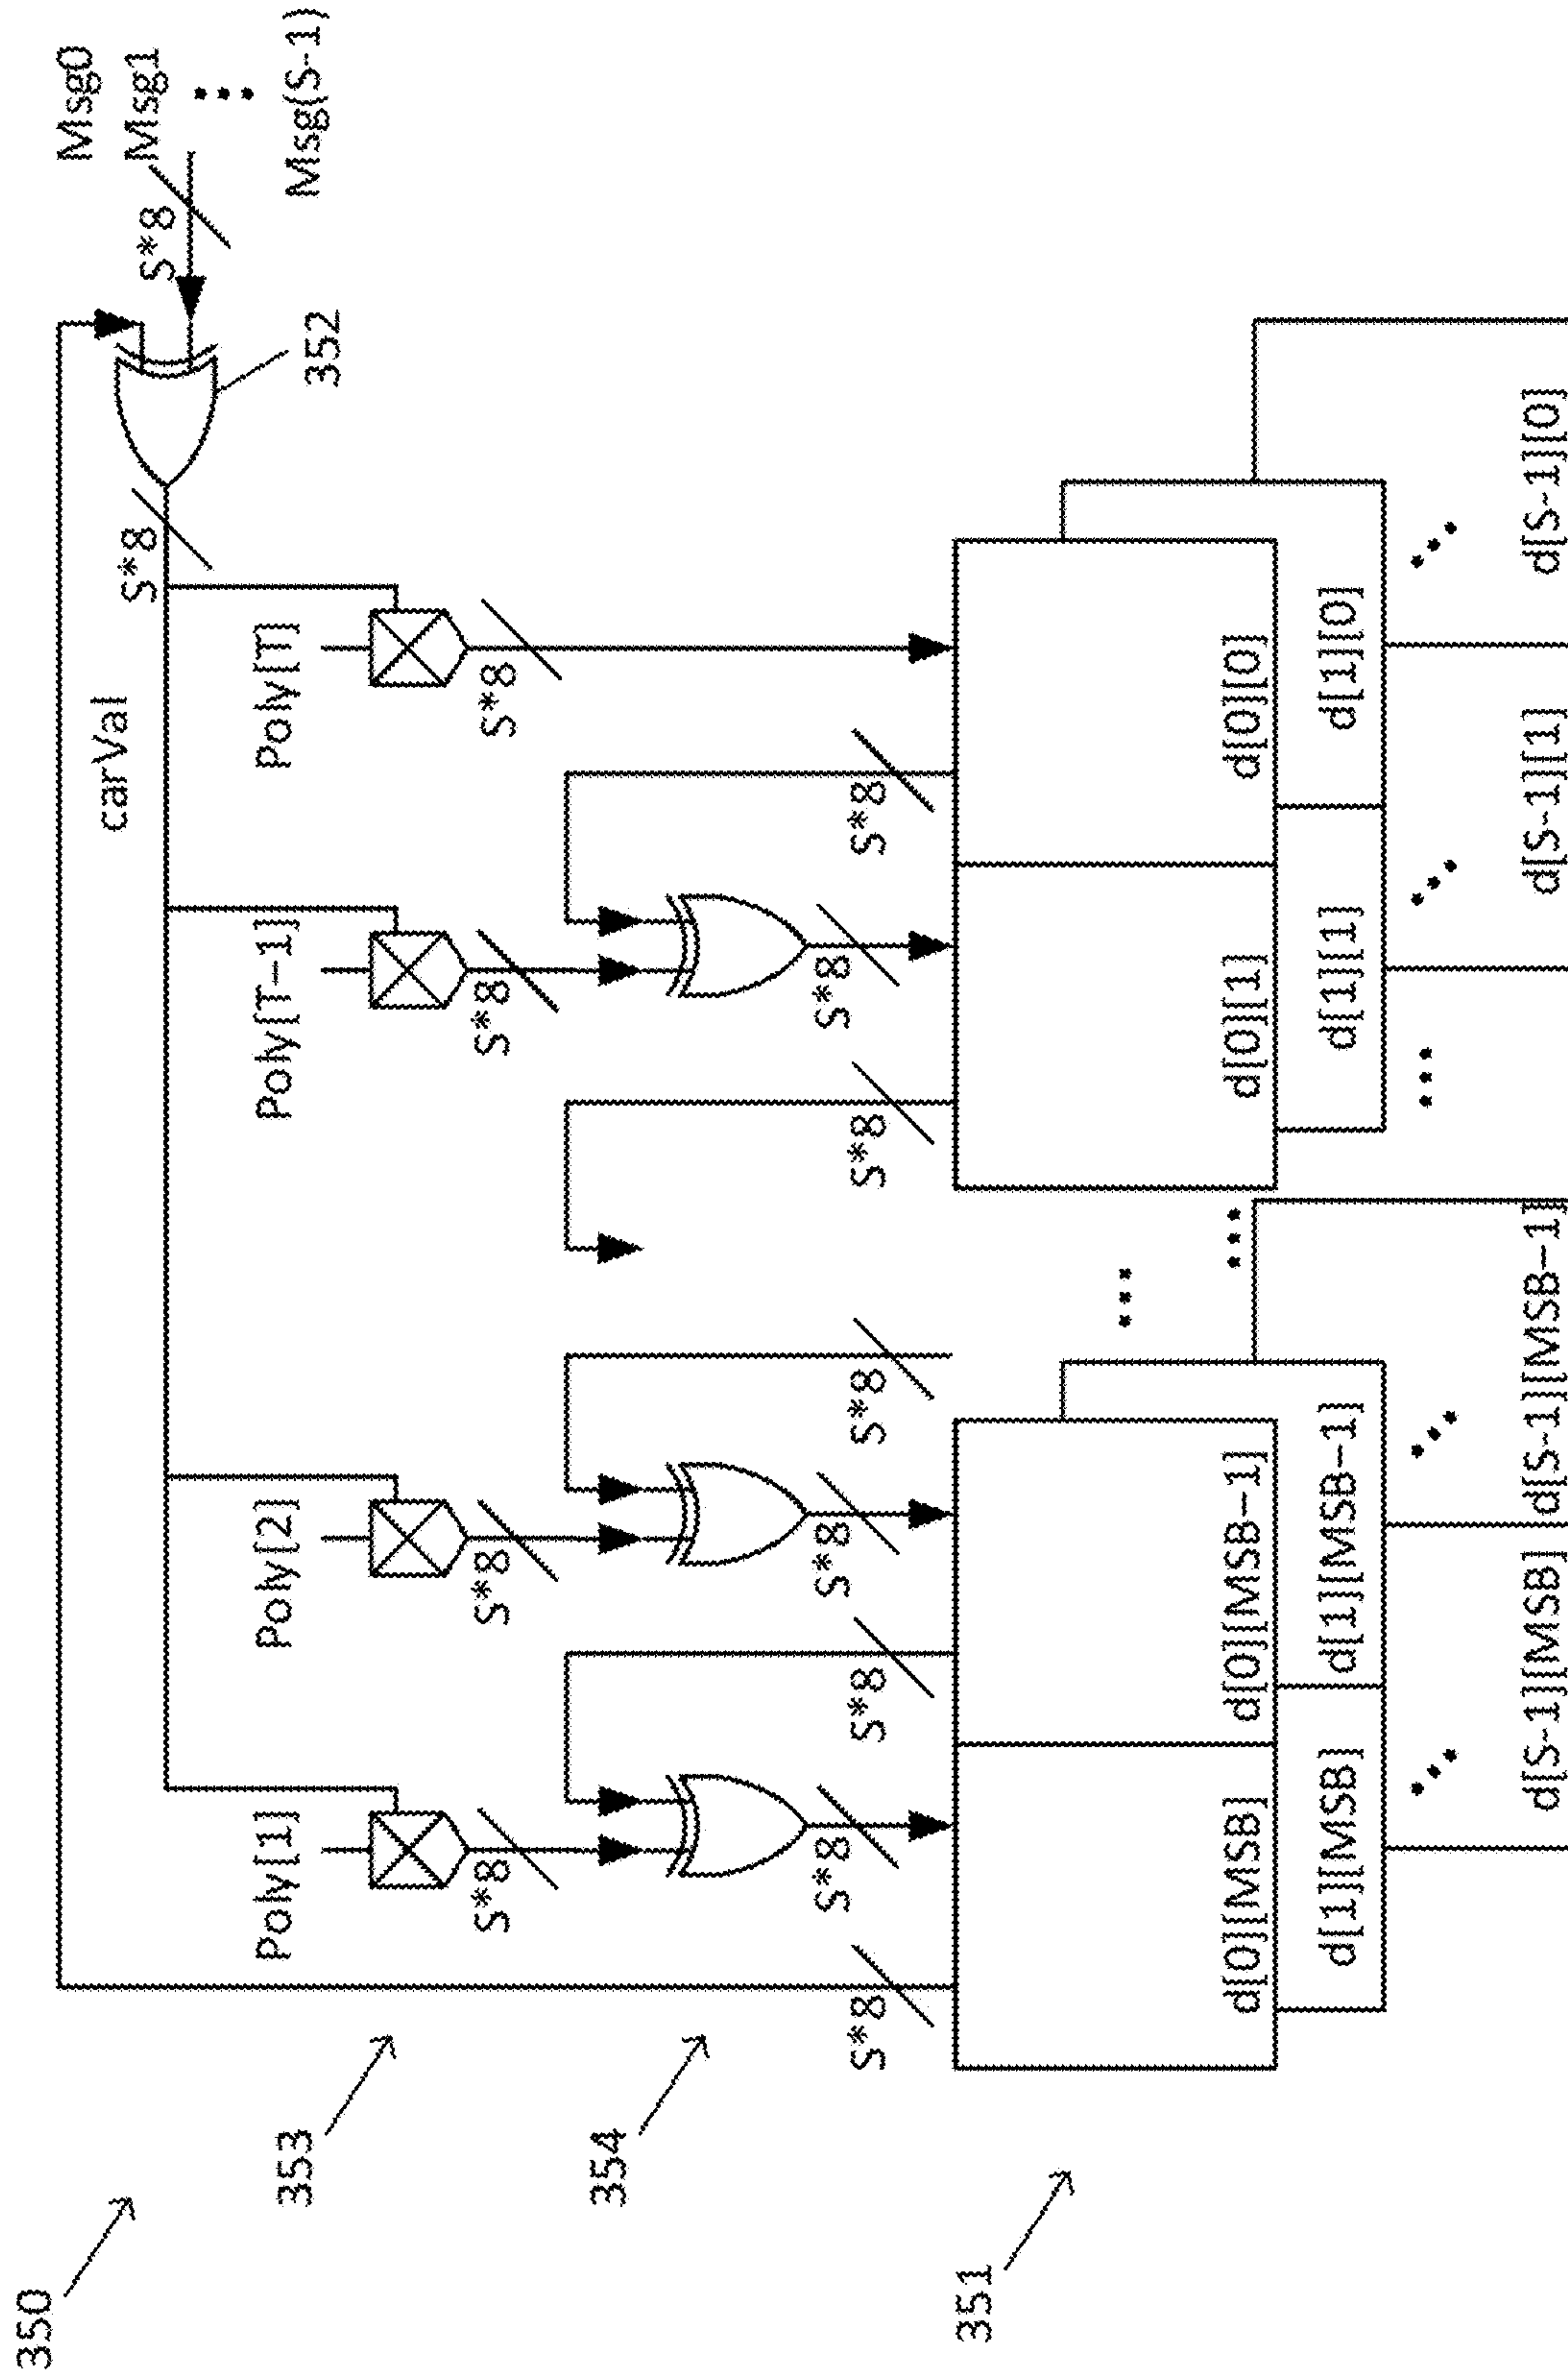 350
Msg0
carVal
S*8
S*8
Msg1
Msg(S-1)
352
353
Poly[1]
Poly[2]
Poly[T-1]
Poly[T]
S*8
S*8
S*8
S*8
354
S*8
S*8
S*8
S*8
S*8
S*8
S*8
S*8
351
d[0][MSB]
d[0][MSB-1]
d[0][1]
d[0][0]
d[1][MSB]
d[1][MSB-1]
d[1][1]
d[1][0]
d[S-1][MSB]
d[S-1][MSB-1]
d[S-1][1]
d[S-1][0]